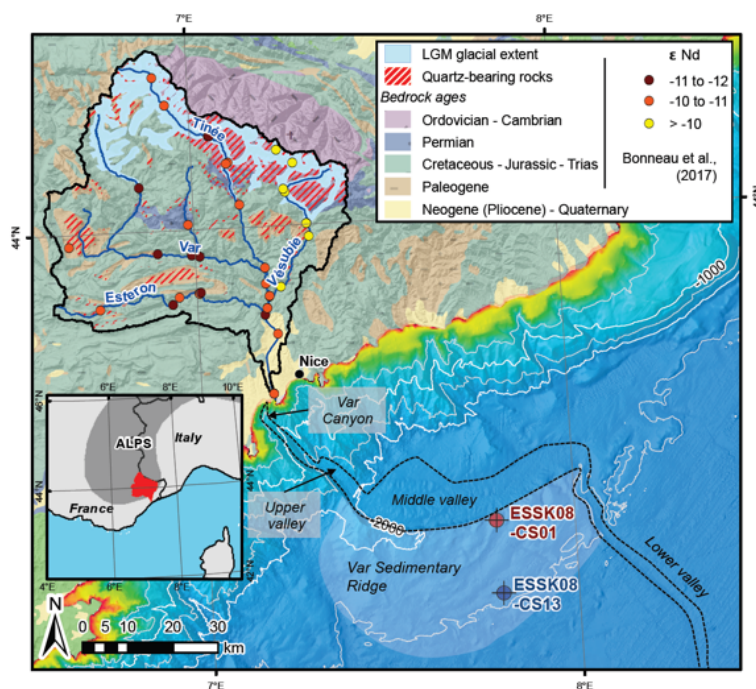 7°E
8°E
LGM glacial extent
Quartz-bearing rocks
Bedrock ages
Ordovician - Cambrian
Permian
Cretaceous - Jurassic - Trias
Paleogene
Neogene (Pliocene) - Quaternary
ε Nd
-11 to -12
-10 to -11
> -10
Bonneau et al.,
(2017)
Tinée
44°N
44°N
Var
Vésubie
Esteron
-1000
Nice
Var
Canyon
Upper
valley
Middle valley
-2000
ESSK08
-CS01
Var Sedimentary
Ridge
ESSK08
-CS13
Lower valley
46°N
44°N
42°N
ALPS
Italy
France
4°E
6°E
8°E
10°E
N
0 5 10 20 30
km
7°E
8°E